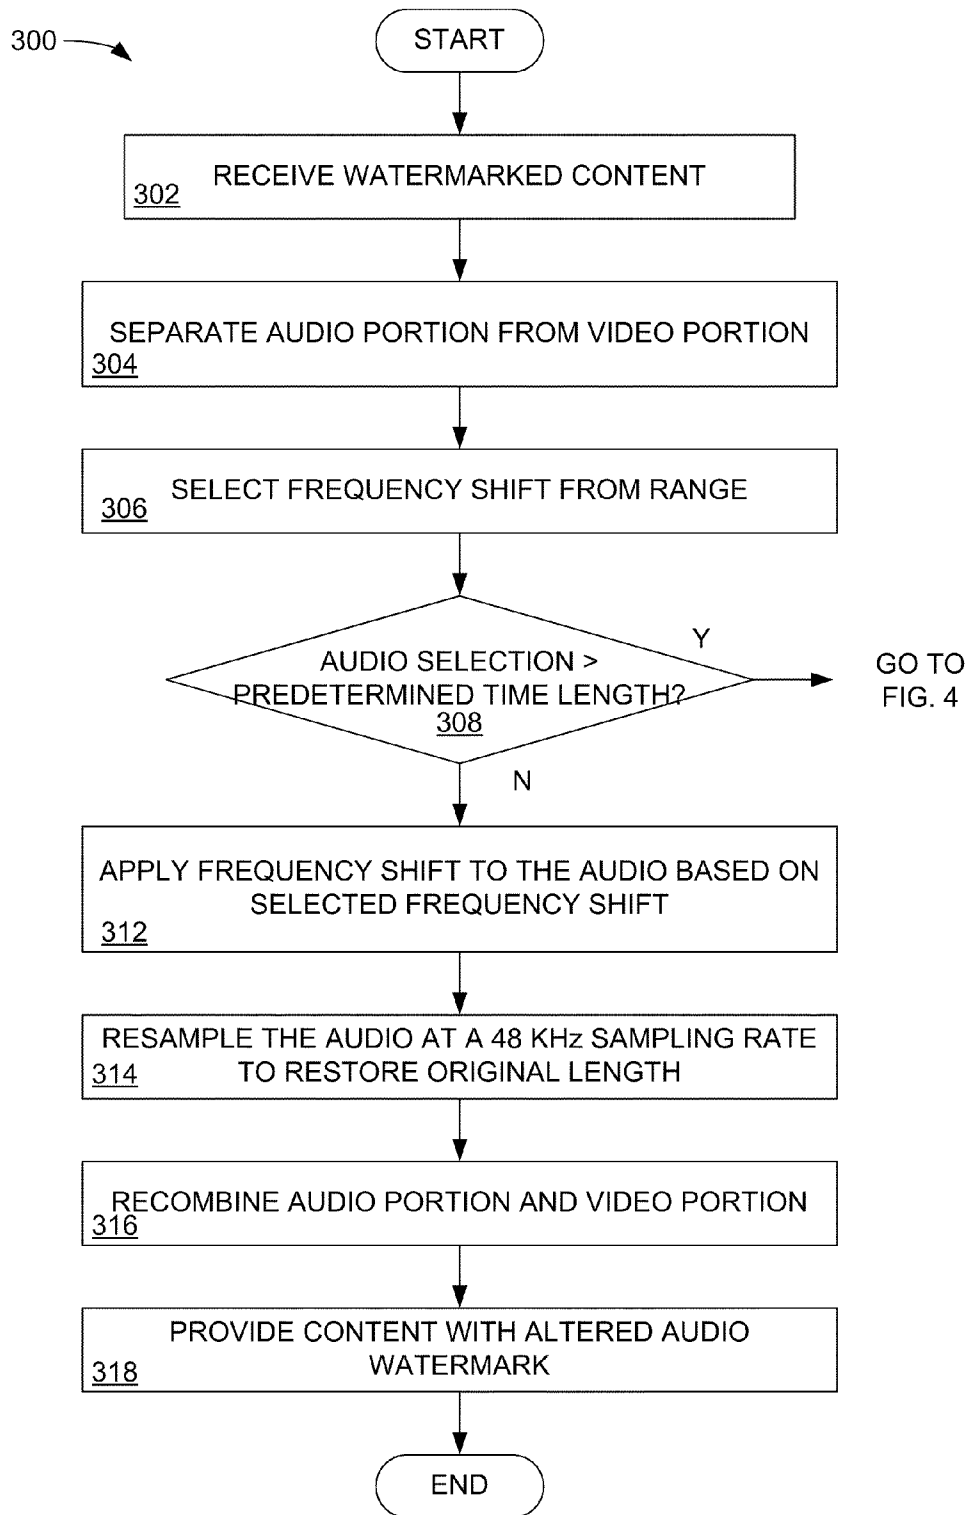 300
START
RECEIVE WATERMARKED CONTENT
302
SEPARATE AUDIO PORTION FROM VIDEO PORTION
304
SELECT FREQUENCY SHIFT FROM RANGE
306
AUDIO SELECTION >
PREDETERMINED TIME LENGTH?
308
Y
GO TO
FIG. 4
N
APPLY FREQUENCY SHIFT TO THE AUDIO BASED ON
SELECTED FREQUENCY SHIFT
312
RESAMPLE THE AUDIO AT A 48 KHz SAMPLING RATE
TO RESTORE ORIGINAL LENGTH
314
RECOMBINE AUDIO PORTION AND VIDEO PORTION
316
PROVIDE CONTENT WITH ALTERED AUDIO
WATERMARK
318
END